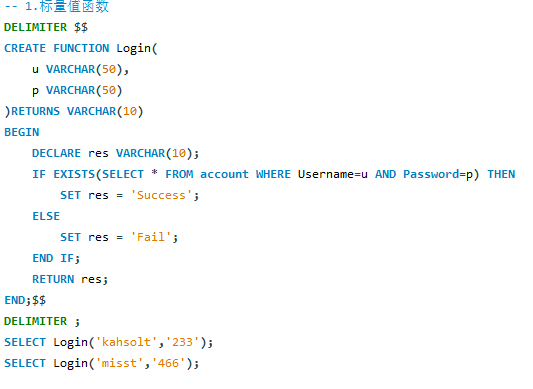 -- 1.标量值函数
DELIMITER $$
CREATE FUNCTION Login(
    u VARCHAR(50),
    p VARCHAR(50)
)RETURNS VARCHAR(10)
BEGIN
    DECLARE res VARCHAR(10);
    IF EXISTS(SELECT * FROM account WHERE Username=u AND Password=p) THEN
        SET res = 'Success';
    ELSE
        SET res = 'Fail';
    END IF;
    RETURN res;
END;$$
DELIMITER ;
SELECT Login('kahsolt','233');
SELECT Login('misst','466');